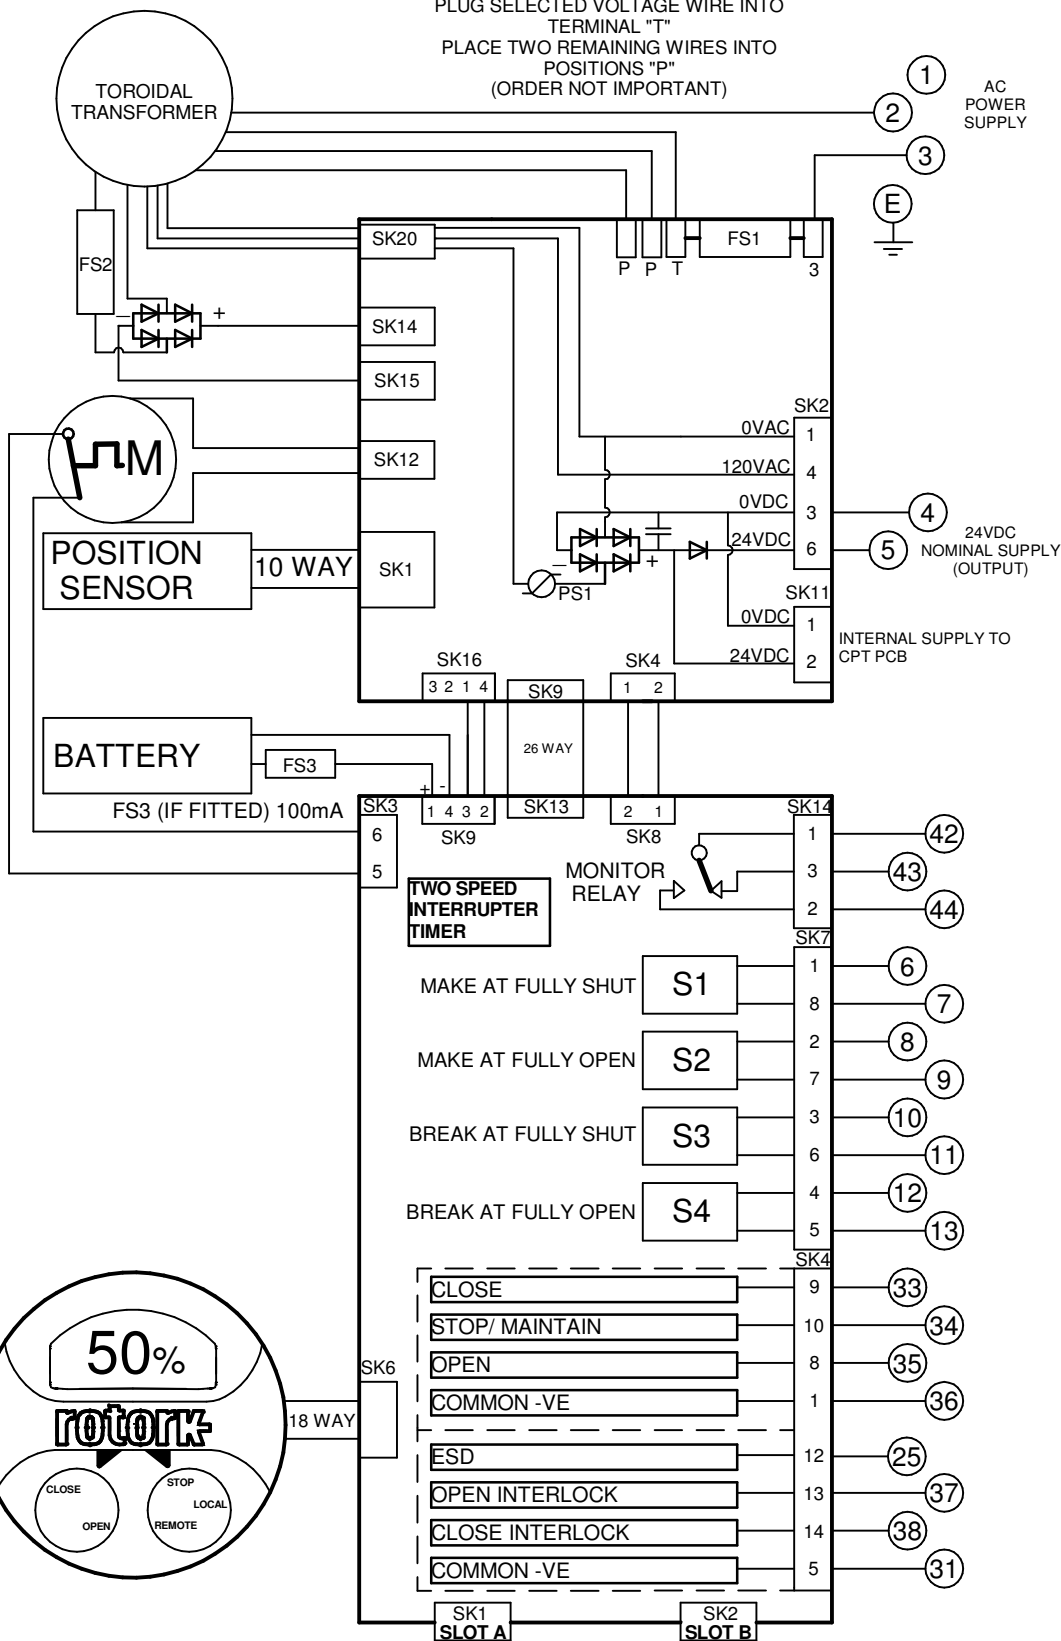 PLUG SELECTED VOLTAGE WIRE INTO
TERMINAL "T"
PLACE TWO REMAINING WIRES INTO
POSITIONS "P"
(ORDER NOT IMPORTANT)
TOROIDAL
TRANSFORMER
1
2
3
AC
POWER
SUPPLY
E
SK20
P P T
FS1
3
FS2
− +
SK14
SK15
SK2
0VAC 1
120VAC 4
0VDC 3
24VDC 6
4
5
24VDC
NOMINAL SUPPLY
(OUTPUT)
M
SK12
POSITION
SENSOR
10 WAY
SK1
− +
PS1
SK11
0VDC 1
24VDC 2
INTERNAL SUPPLY TO
CPT PCB
SK16
3 2 1 4
SK9
SK4
1 2
BATTERY
FS3
26 WAY
+ -
FS3 (IF FITTED) 100mA
SK3
6
5
1 4 3 2
SK9
SK13
2 1
SK8
SK14
1 42
3 43
2 44
MONITOR
RELAY
TWO SPEED
INTERRUPTER
TIMER
SK7
MAKE AT FULLY SHUT S1
1 6
8 7
MAKE AT FULLY OPEN S2
2 8
7 9
BREAK AT FULLY SHUT S3
3 10
6 11
BREAK AT FULLY OPEN S4
4 12
5 13
SK4
CLOSE 9 33
STOP/ MAINTAIN 10 34
OPEN 8 35
COMMON -VE 1 36
ESD 12 25
OPEN INTERLOCK 13 37
CLOSE INTERLOCK 14 38
COMMON -VE 5 31
50%
rotork
CLOSE
OPEN
STOP
LOCAL
REMOTE
18 WAY
SK6
SK1
SLOT A
SK2
SLOT B